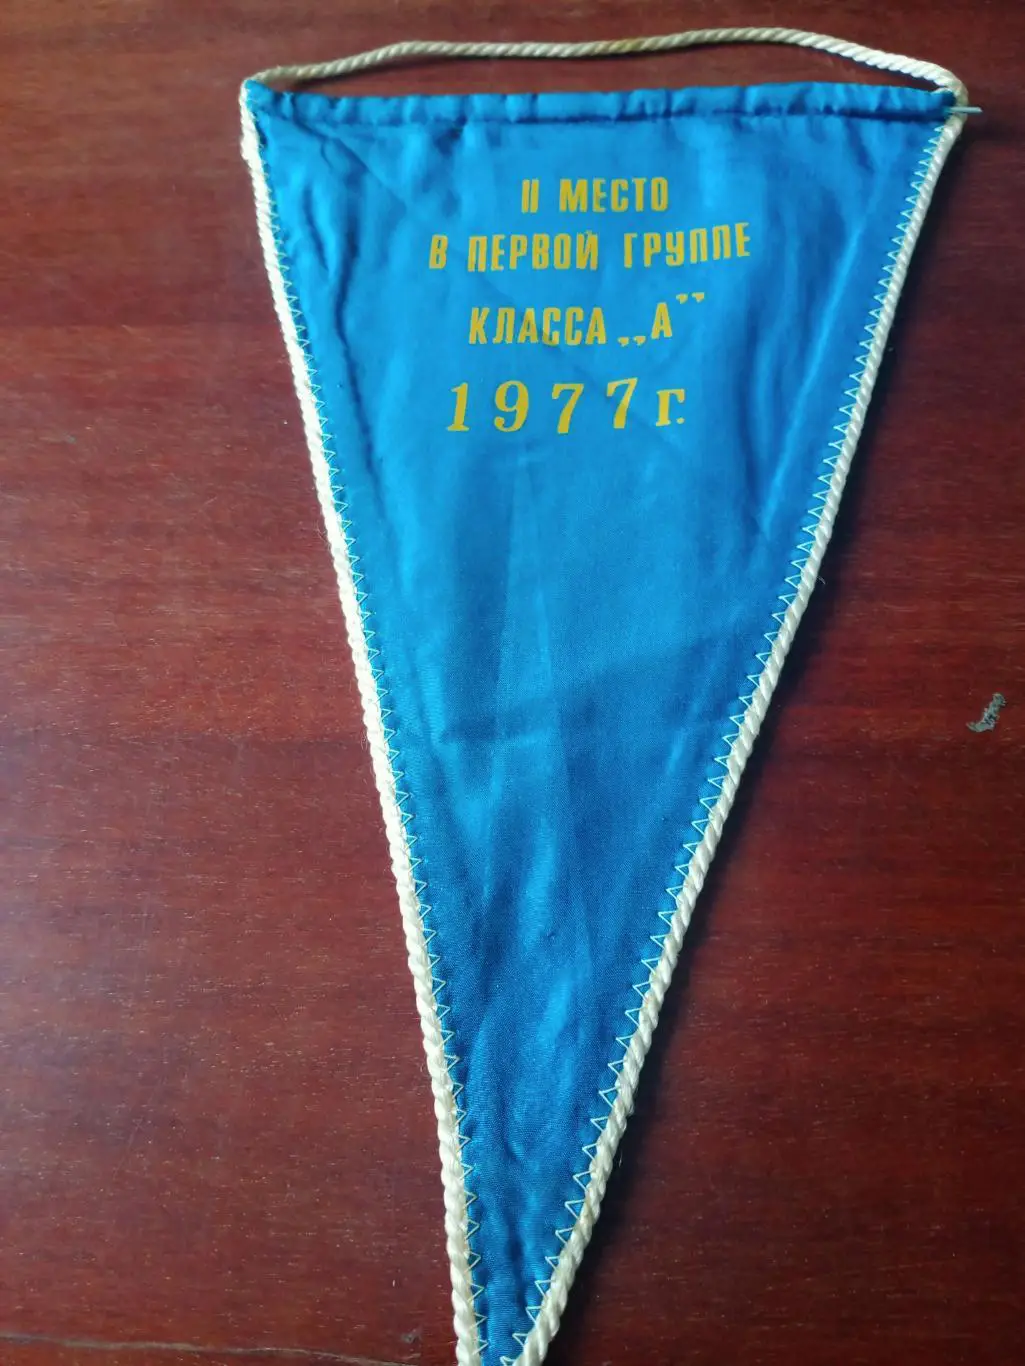 II МЕСТО
В ПЕРВОЙ ГРУППЕ
КЛАССА „А”
1977 г.